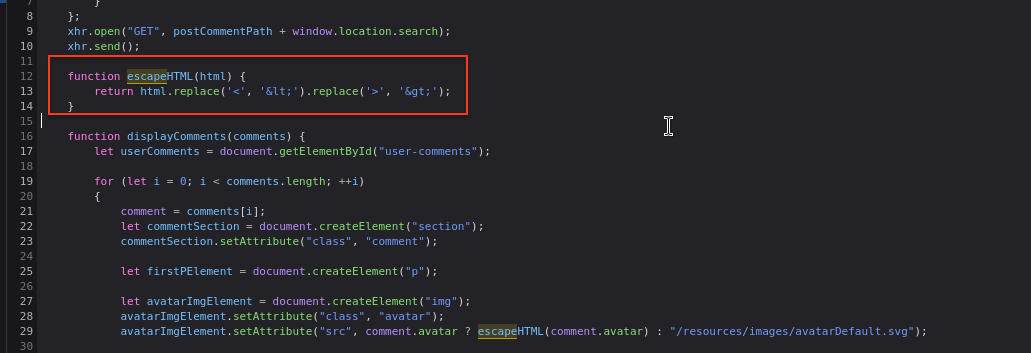 7 }
8 };
9 xhr.open("GET", postCommentPath + window.location.search);
10 xhr.send();
11
12 function escapeHTML(html) {
13 return html.replace('<', '&lt;').replace('>', '&gt;');
14 }
15
16 function displayComments(comments) {
17 let userComments = document.getElementById("user-comments");
18
19 for (let i = 0; i < comments.length; ++i)
20 {
21 comment = comments[i];
22 let commentSection = document.createElement("section");
23 commentSection.setAttribute("class", "comment");
24
25 let firstPElement = document.createElement("p");
26
27 let avatarImgElement = document.createElement("img");
28 avatarImgElement.setAttribute("class", "avatar");
29 avatarImgElement.setAttribute("src", comment.avatar ? escapeHTML(comment.avatar) : "/resources/images/avatarDefault.svg");
30